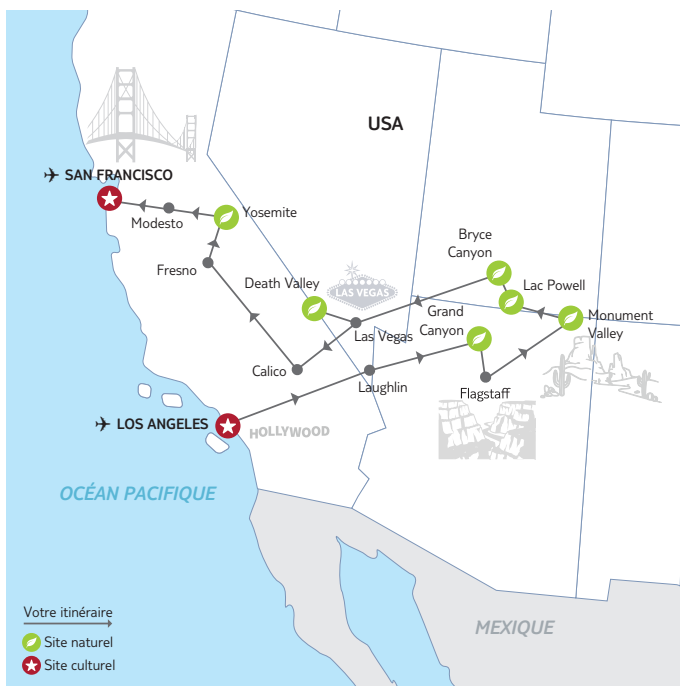 USA
SAN FRANCISCO
Modesto
Yosemite
Fresno
Death Valley
LAS VEGAS
Las Vegas
Bryce
Canyon
Lac Powell
Grand
Canyon
Monument
Valley
Calico
Laughlin
Flagstaff
LOS ANGELES
HOLLYWOOD
OCÉAN PACIFIQUE
MEXIQUE
Votre itinéraire
Site naturel
Site culturel